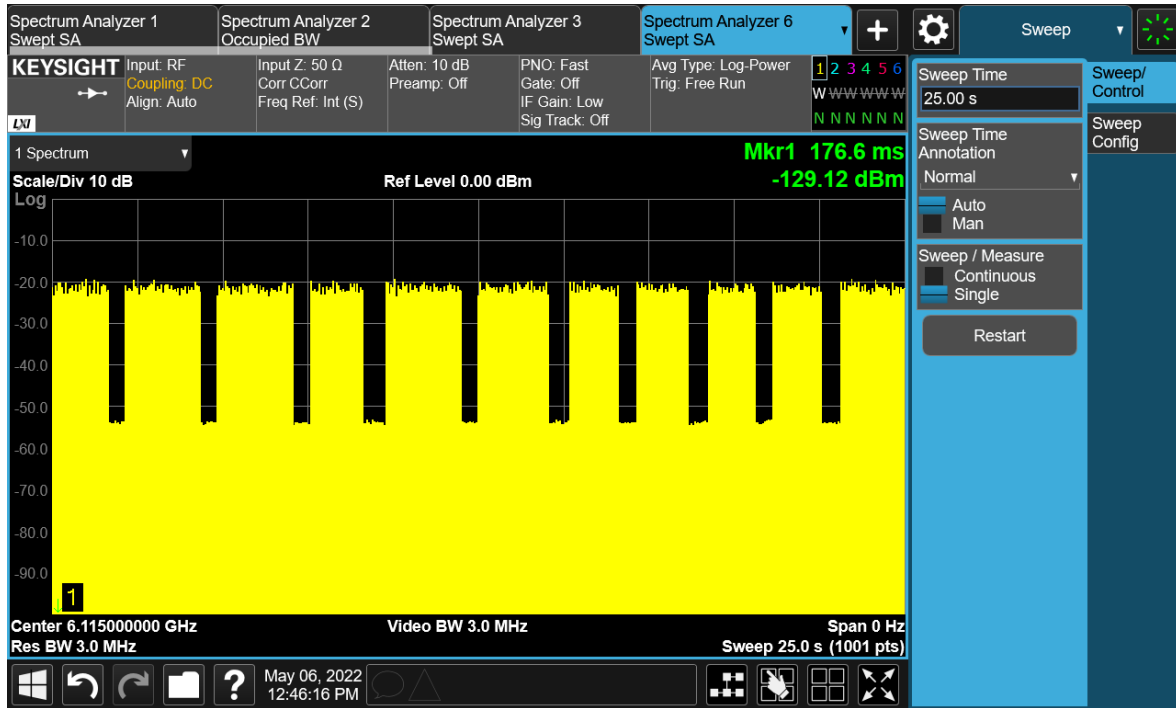 Spectrum Analyzer 1
Swept SA
Spectrum Analyzer 2
Occupied BW
Spectrum Analyzer 3
Swept SA
Spectrum Analyzer 6
Swept SA
Sweep
KEYSIGHT
LXI
Input: RF
Coupling: DC
Align: Auto
Input Z: 50 Ω
Corr CCorr
Freq Ref: Int (S)
Atten: 10 dB
Preamp: Off
PNO: Fast
Gate: Off
IF Gain: Low
Sig Track: Off
Avg Type: Log-Power
Trig: Free Run
1 2 3 4 5 6
W W W W W W
N N N N N N
1 Spectrum
Scale/Div 10 dB
Log
Ref Level 0.00 dBm
Mkr1 176.6 ms
-129.12 dBm
-10.0
-20.0
-30.0
-40.0
-50.0
-60.0
-70.0
-80.0
-90.0
1
Center 6.115000000 GHz
Res BW 3.0 MHz
Video BW 3.0 MHz
Span 0 Hz
Sweep 25.0 s (1001 pts)
Sweep Time
25.00 s
Sweep Time
Annotation
Normal
Auto
Man
Sweep / Measure
Continuous
Single
Restart
Sweep/
Control
Sweep
Config
?
May 06, 2022
12:46:16 PM